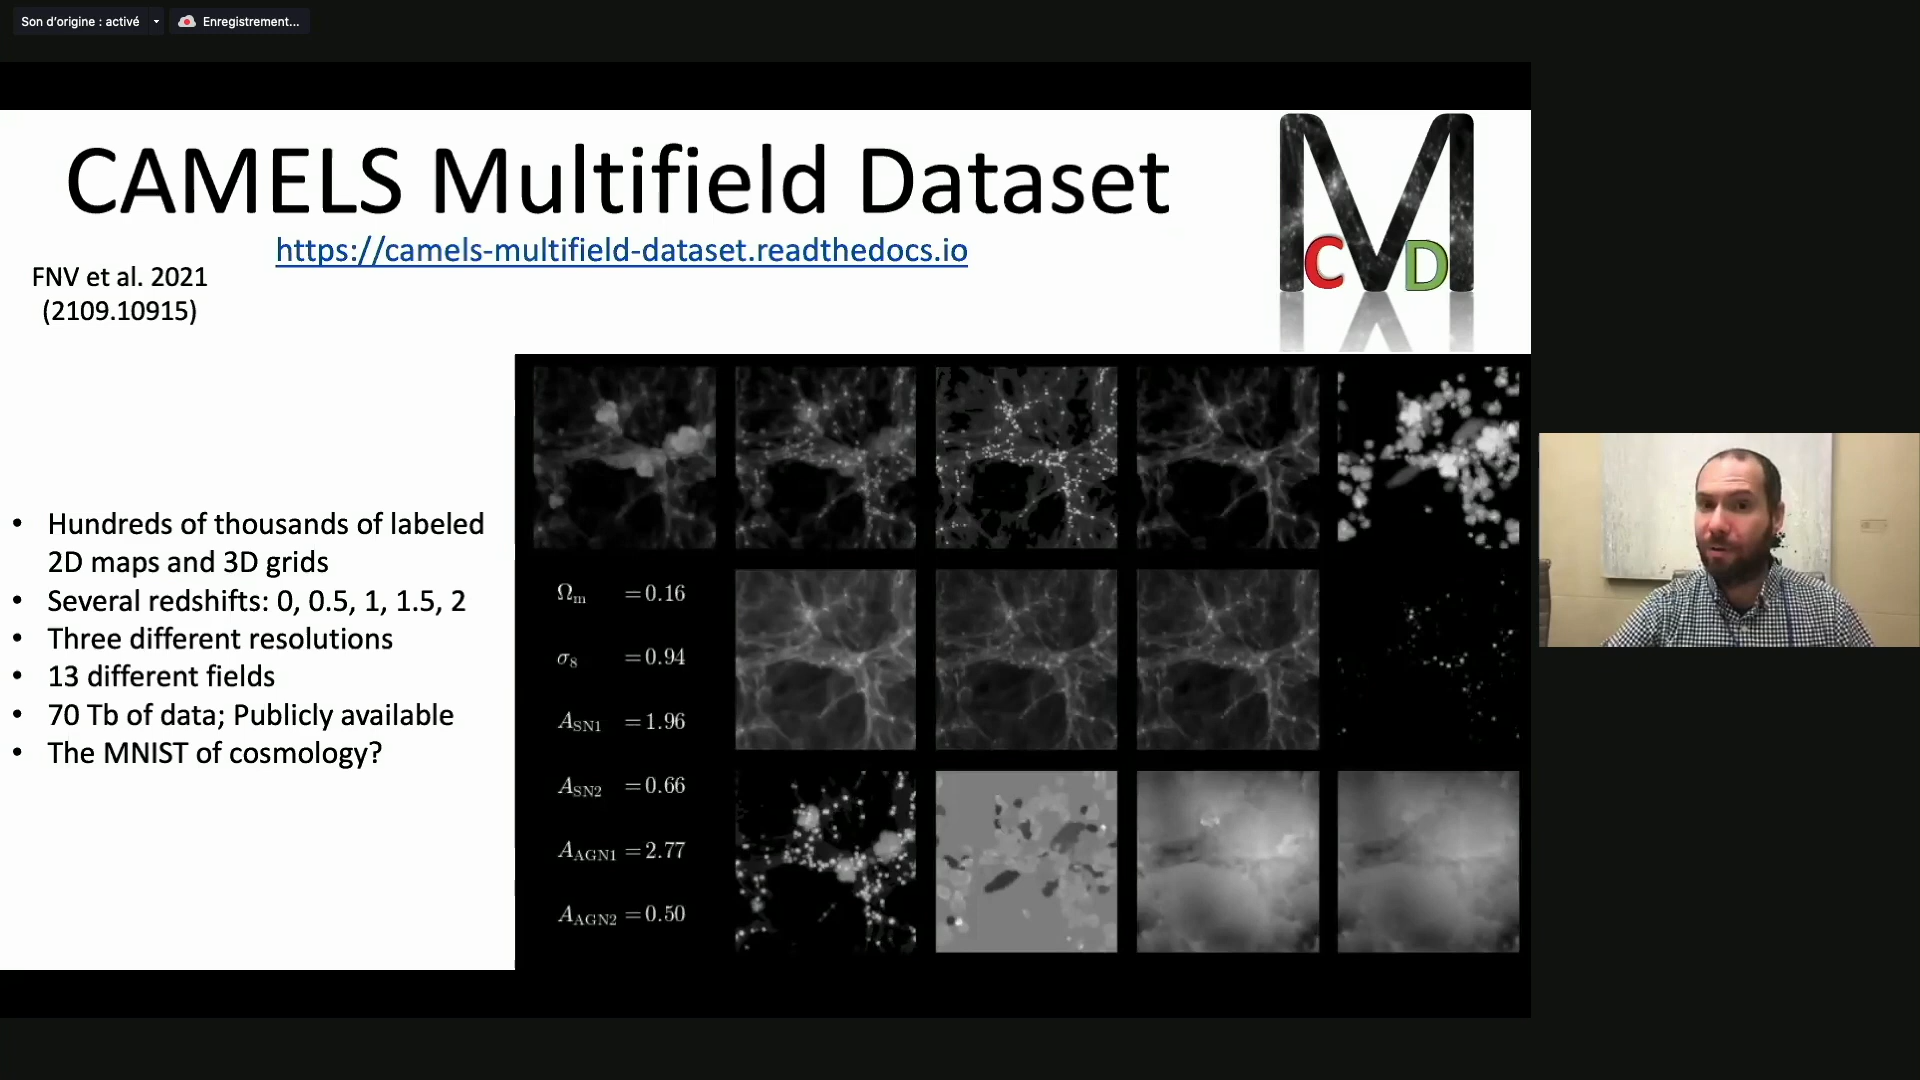 Son d'origine : activé
Enregistrement...
CAMELS Multifield Dataset
https://camels-multifield-dataset.readthedocs.io
FNV et al. 2021
(2109.10915)
M
C D
• Hundreds of thousands of labeled
2D maps and 3D grids
• Several redshifts: 0, 0.5, 1, 1.5, 2
• Three different resolutions
• 13 different fields
• 70 Tb of data; Publicly available
• The MNIST of cosmology?
Ωm = 0.16
σ8 = 0.94
ASN1 = 1.96
ASN2 = 0.66
AAGN1 = 2.77
AAGN2 = 0.50